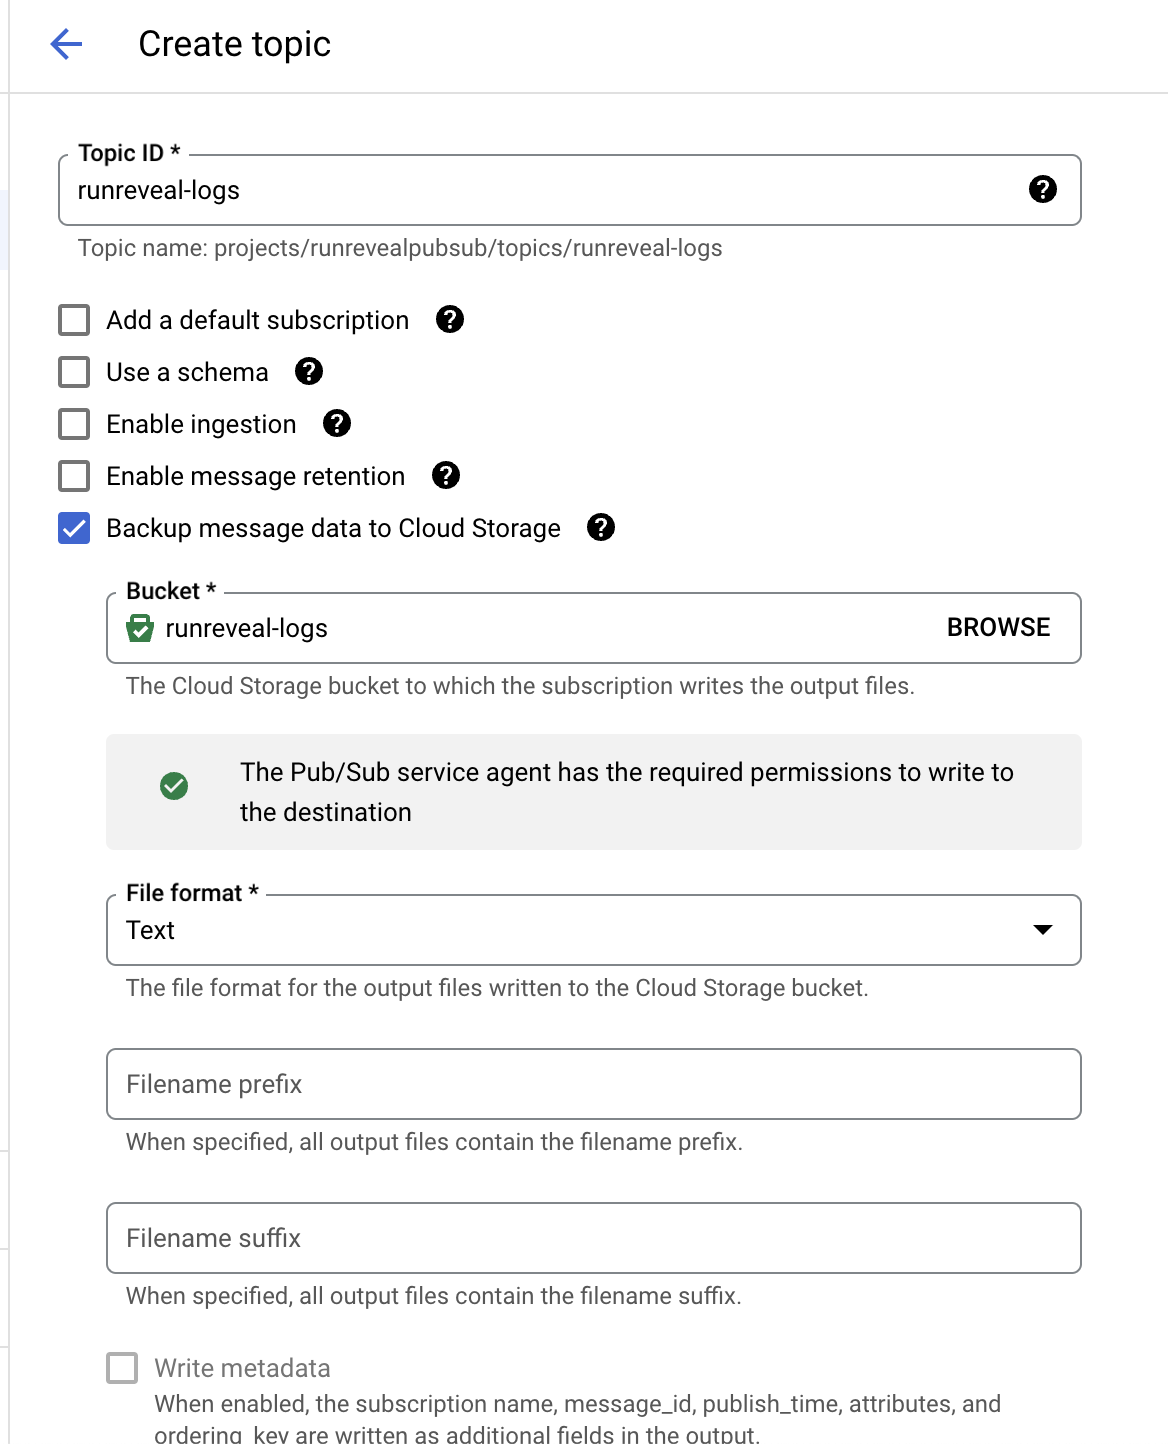 Create topic
Topic ID *
runreveal-logs
Topic name: projects/runrevealpubsub/topics/runreveal-logs
Add a default subscription
Use a schema
Enable ingestion
Enable message retention
Backup message data to Cloud Storage
Bucket *
runreveal-logs
BROWSE
The Cloud Storage bucket to which the subscription writes the output files.
The Pub/Sub service agent has the required permissions to write to
the destination
File format *
Text
The file format for the output files written to the Cloud Storage bucket.
Filename prefix
When specified, all output files contain the filename prefix.
Filename suffix
When specified, all output files contain the filename suffix.
Write metadata
When enabled, the subscription name, message_id, publish_time, attributes, and
ordering_key are written as additional fields in the output.